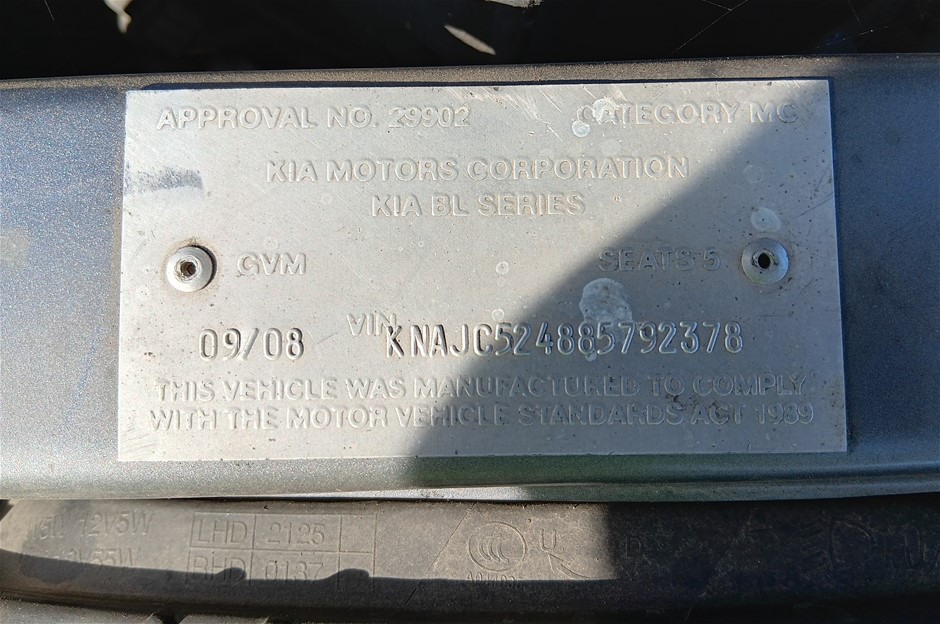 APPROVAL NO. 29902 CATEGORY MC
KIA MOTORS CORPORATION
KIA BL SERIES
GVM SEATS 5
09/08 VIN KNAJC524885792378
THIS VEHICLE WAS MANUFACTURED TO COMPLY
WITH THE MOTOR VEHICLE STANDARDS ACT 1989
12V5W LHD 2125
RHD 0137